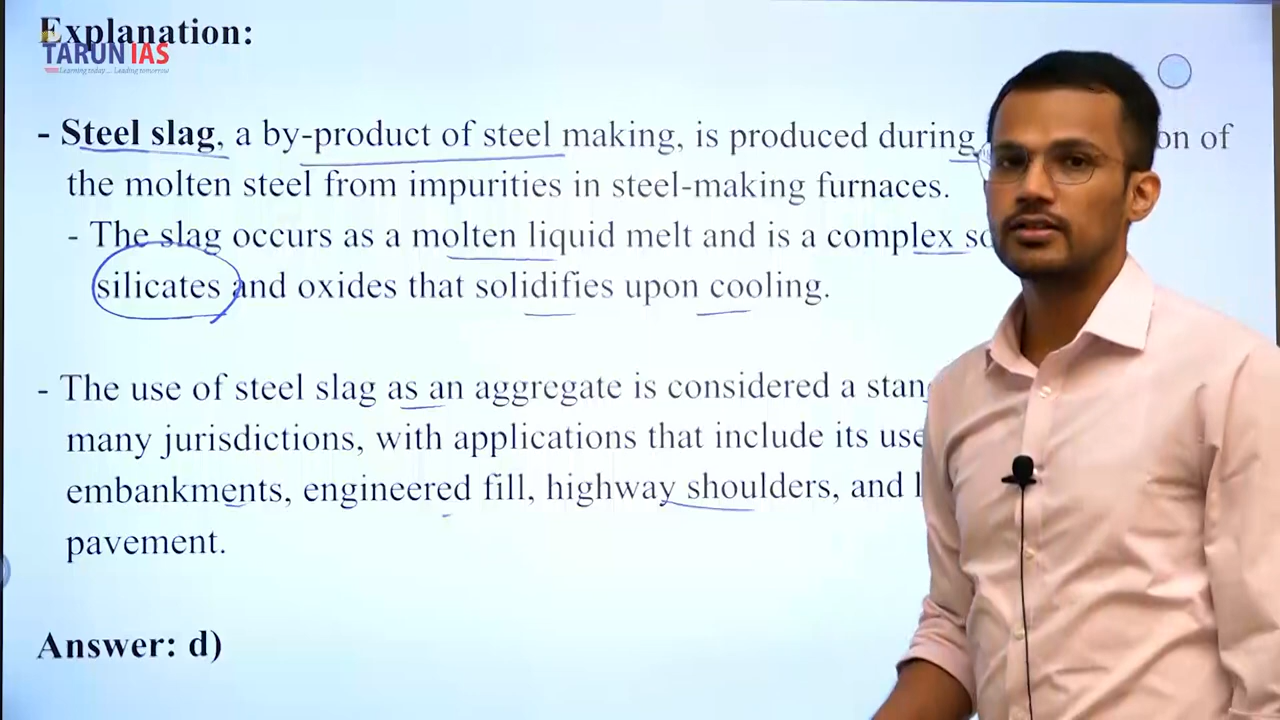 Explanation:
TARUN IAS
Learning today... Leading tomorrow
- Steel slag, a by-product of steel making, is produced during on of
the molten steel from impurities in steel-making furnaces.
- The slag occurs as a molten liquid melt and is a complex so
silicates and oxides that solidifies upon cooling.
- The use of steel slag as an aggregate is considered a stan
many jurisdictions, with applications that include its use
embankments, engineered fill, highway shoulders, and
pavement.
Answer: d)